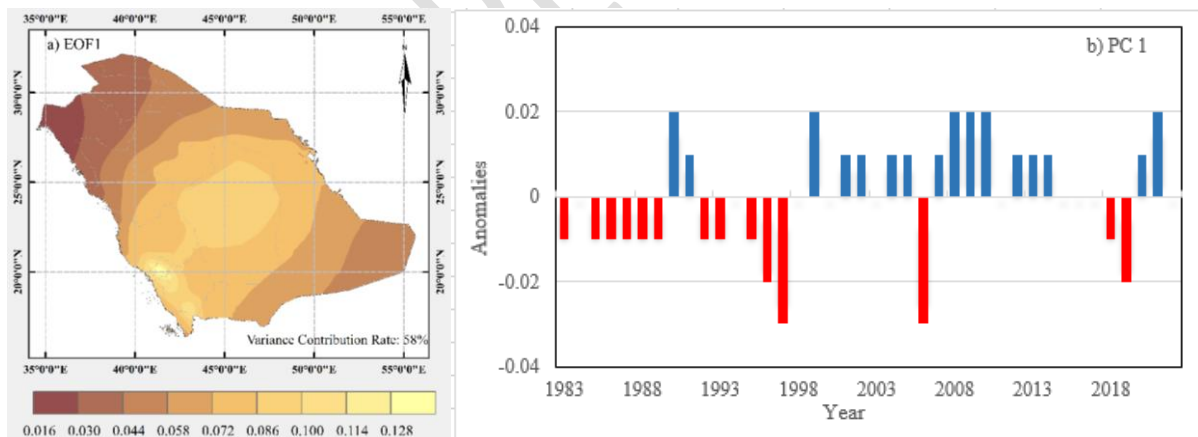 35°0'0"E 40°0'0"E 45°0'0"E 50°0'0"E 55°0'0"E
a) EOF1
N
30°0'0"N 30°0'0"N
25°0'0"N 25°0'0"N
20°0'0"N 20°0'0"N
Variance Contribution Rate: 58%
35°0'0"E 40°0'0"E 45°0'0"E 50°0'0"E 55°0'0"E
0.016 0.030 0.044 0.058 0.072 0.086 0.100 0.114 0.128
b) PC 1
0.04
0.02
0
-0.02
-0.04
Anomalies
1983 1988 1993 1998 2003 2008 2013 2018
Year